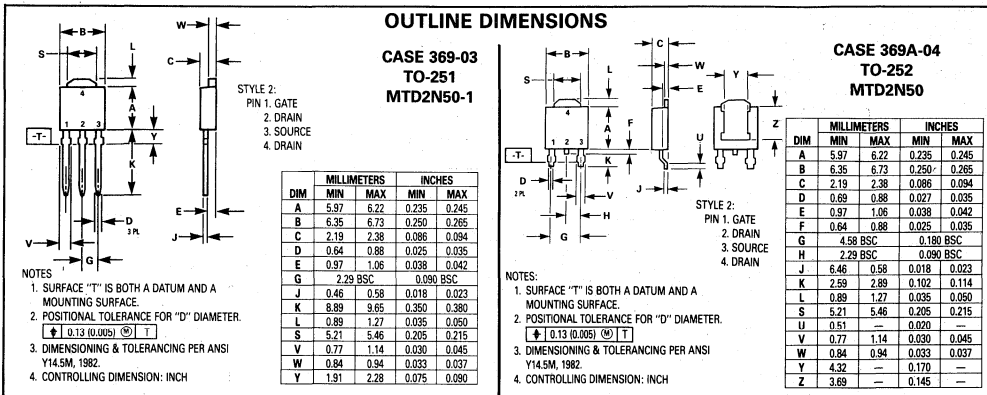 OUTLINE DIMENSIONS
CASE 369-03
TO-251
MTD2N50-1
W
B
L
S
C
4
A
1 2 3
-T-
Y
K
D
3 PL
E
V
J
G
STYLE 2:
PIN 1. GATE
2. DRAIN
3. SOURCE
4. DRAIN
MILLIMETERS INCHES
DIM MIN MAX MIN MAX
A 5.97 6.22 0.235 0.245
B 6.35 6.73 0.250 0.265
C 2.19 2.38 0.086 0.094
D 0.64 0.88 0.025 0.035
E 0.97 1.06 0.038 0.042
G 2.29 BSC 0.090 BSC
J 0.46 0.58 0.018 0.023
K 8.89 9.65 0.350 0.380
L 0.89 1.27 0.035 0.050
S 5.21 5.46 0.205 0.215
V 0.77 1.14 0.030 0.045
W 0.84 0.94 0.033 0.037
Y 1.91 2.28 0.075 0.090
NOTES
1. SURFACE "T" IS BOTH A DATUM AND A
MOUNTING SURFACE.
2. POSITIONAL TOLERANCE FOR "D" DIAMETER.
⌖ 0.13 (0.005) Ⓜ T
3. DIMENSIONING & TOLERANCING PER ANSI
Y14.5M, 1982.
4. CONTROLLING DIMENSION: INCH
CASE 369A-04
TO-252
MTD2N50
C
B
L
W
E
Y
S
4
A
F
Z
1 2 3
-T-
K
U
D
2 PL
V
J
H
G
STYLE 2:
PIN 1. GATE
2. DRAIN
3. SOURCE
4. DRAIN
MILLIMETERS INCHES
DIM MIN MAX MIN MAX
A 5.97 6.22 0.235 0.245
B 6.35 6.73 0.250 0.265
C 2.19 2.38 0.086 0.094
D 0.69 0.88 0.027 0.035
E 0.97 1.06 0.038 0.042
F 0.64 0.88 0.025 0.035
G 4.58 BSC 0.180 BSC
H 2.29 BSC 0.090 BSC
J 6.46 0.58 0.018 0.023
K 2.59 2.89 0.102 0.114
L 0.89 1.27 0.035 0.050
S 5.21 5.46 0.205 0.215
U 0.51 — 0.020 —
V 0.77 1.14 0.030 0.045
W 0.84 0.94 0.033 0.037
Y 4.32 — 0.170 —
Z 3.69 — 0.145 —
NOTES:
1. SURFACE "T" IS BOTH A DATUM AND A
MOUNTING SURFACE.
2. POSITIONAL TOLERANCE FOR "D" DIAMETER.
⌖ 0.13 (0.005) Ⓜ T
3. DIMENSIONING & TOLERANCING PER ANSI
Y14.5M, 1982.
4. CONTROLLING DIMENSION: INCH